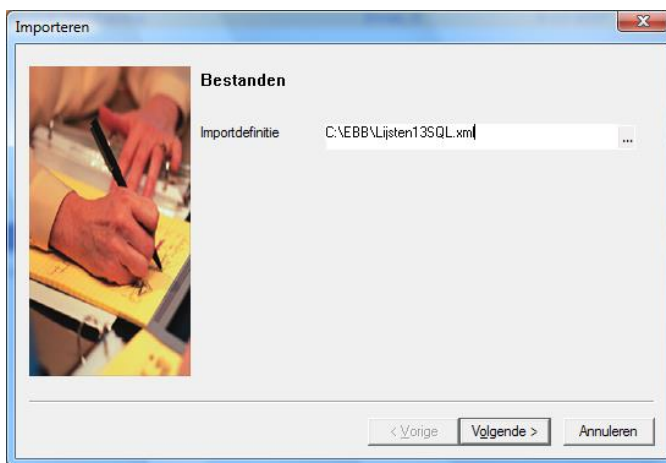 Importeren
Bestanden
Importdefinitie
C:\EBB\Lijsten13SQL.xml
...
< Vorige
Volgende >
Annuleren